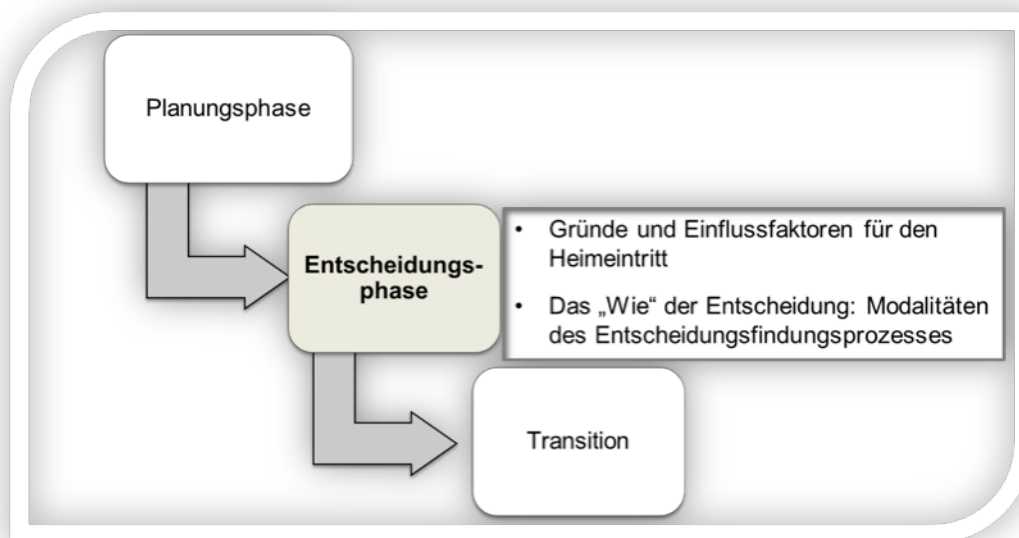 Planungsphase
Entscheidungs-
phase
• Gründe und Einflussfaktoren für den
Heimeintritt
• Das „Wie“ der Entscheidung: Modalitäten
des Entscheidungsfindungsprozesses
Transition